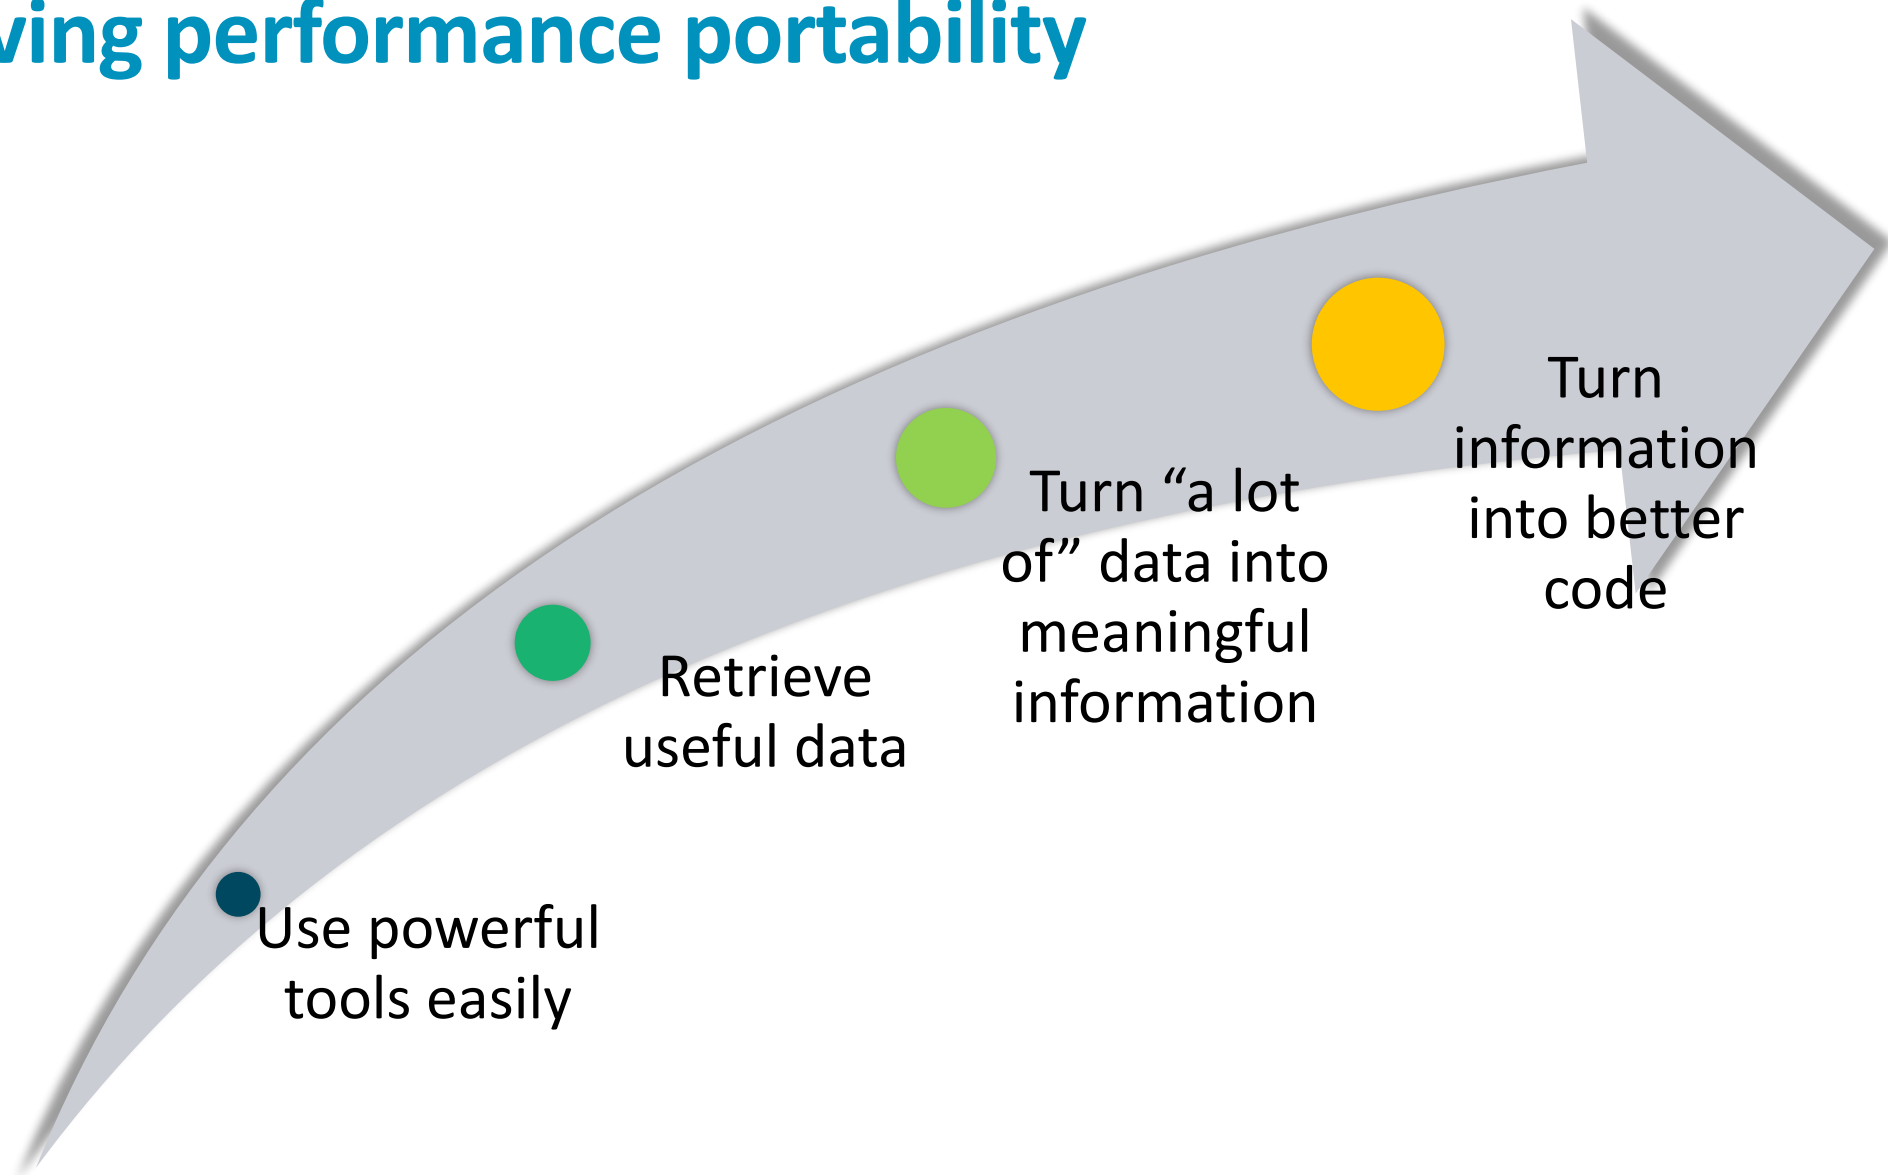 ving performance portability
Turn
information
into better
code
Turn “a lot
of” data into
meaningful
information
Retrieve
useful data
Use powerful
tools easily